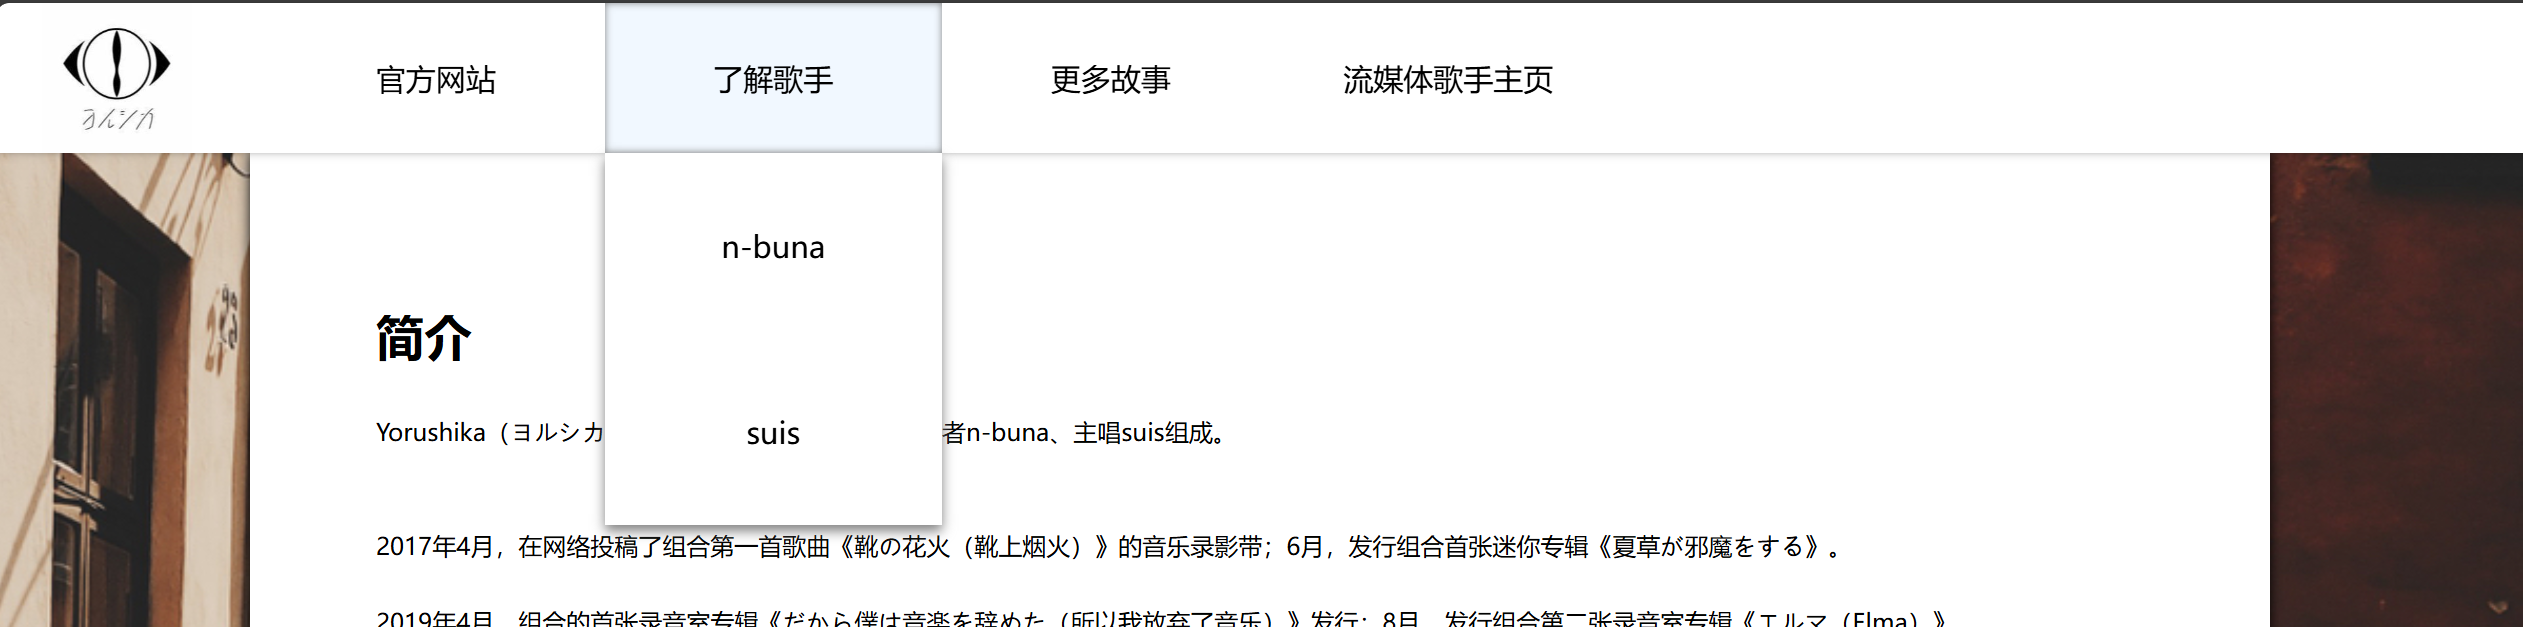 ヨルシカ
官方网站 了解歌手 更多故事 流媒体歌手主页
n-buna
简介
suis
Yorushika（ヨルシカ
者n-buna、主唱suis组成。
2017年4月，在网络投稿了组合第一首歌曲《靴の花火（靴上烟火）》的音乐录影带；6月，发行组合首张迷你专辑《夏草が邪魔をする》。
2019年4月，组合的首张录音室专辑《だから僕は音楽を辞めた（所以我放弃了音乐）》发行；8月，发行组合第二张录音室专辑《エルマ（Elma）》